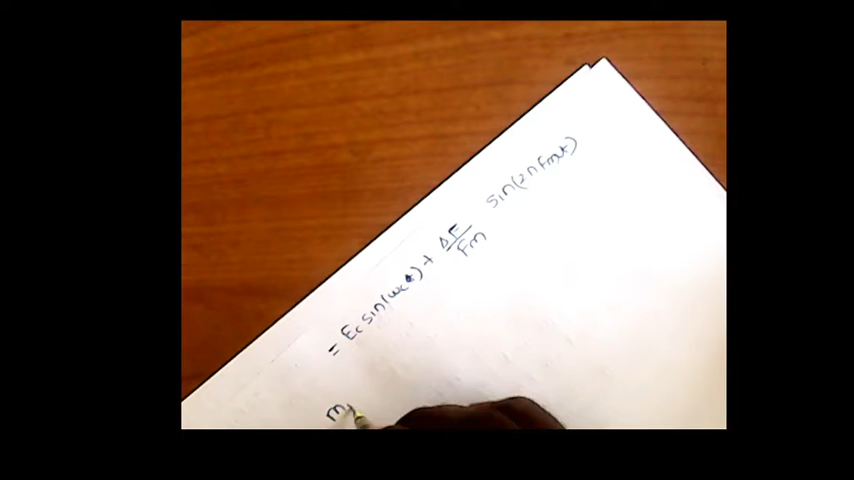 = Ec sin(ωct) + ΔF/Fm sin(2πFmt)
m